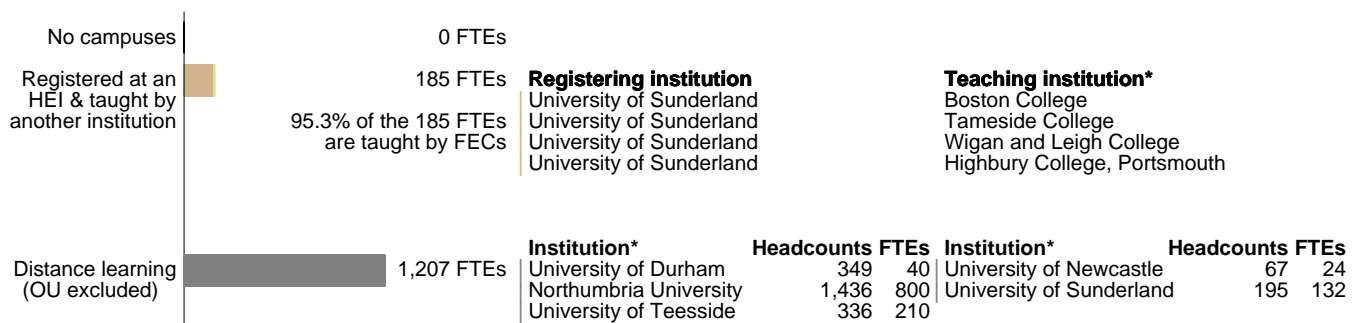 No campuses 0 FTEs
Registered at an 185 FTEs Registering institution Teaching institution*
HEI & taught by University of Sunderland Boston College
another institution 95.3% of the 185 FTEs University of Sunderland Tameside College
are taught by FECs University of Sunderland Wigan and Leigh College
University of Sunderland Highbury College, Portsmouth
Institution* Headcounts FTEs Institution* Headcounts FTEs
Distance learning 1,207 FTEs University of Durham 349 40 University of Newcastle 67 24
(OU excluded) Northumbria University 1,436 800 University of Sunderland 195 132
University of Teesside 336 210